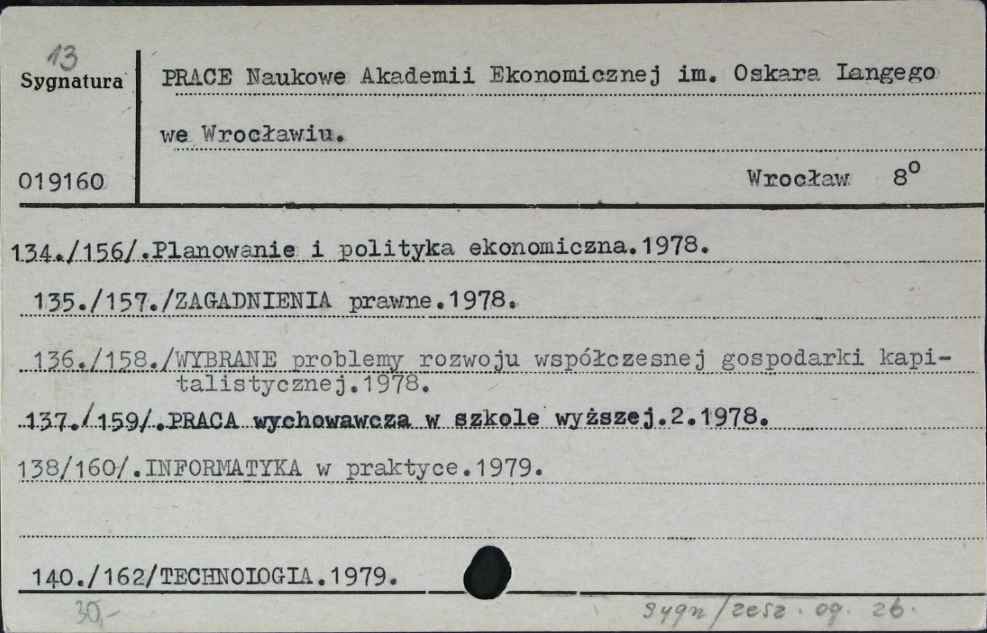 13
Sygnatura
PRACE Naukowe Akademii Ekonomicznej im. Oskara Langego
we Wrocławiu.
019160
Wrocław 8⁰
134./156/.Planowanie i polityka ekonomiczna.1978.
135./157./ZAGADNIENIA prawne.1978.
136./158./WYBRANE problemy rozwoju współczesnej gospodarki kapi-
talistycznej.1978.
137./159/.PRACA wychowawcza w szkole wyższej.2.1978.
138/160/.INFORMATYKA w praktyce.1979.
140./162/TECHNOLOGIA.1979.
30,-
sygn/zesz. og. 26.